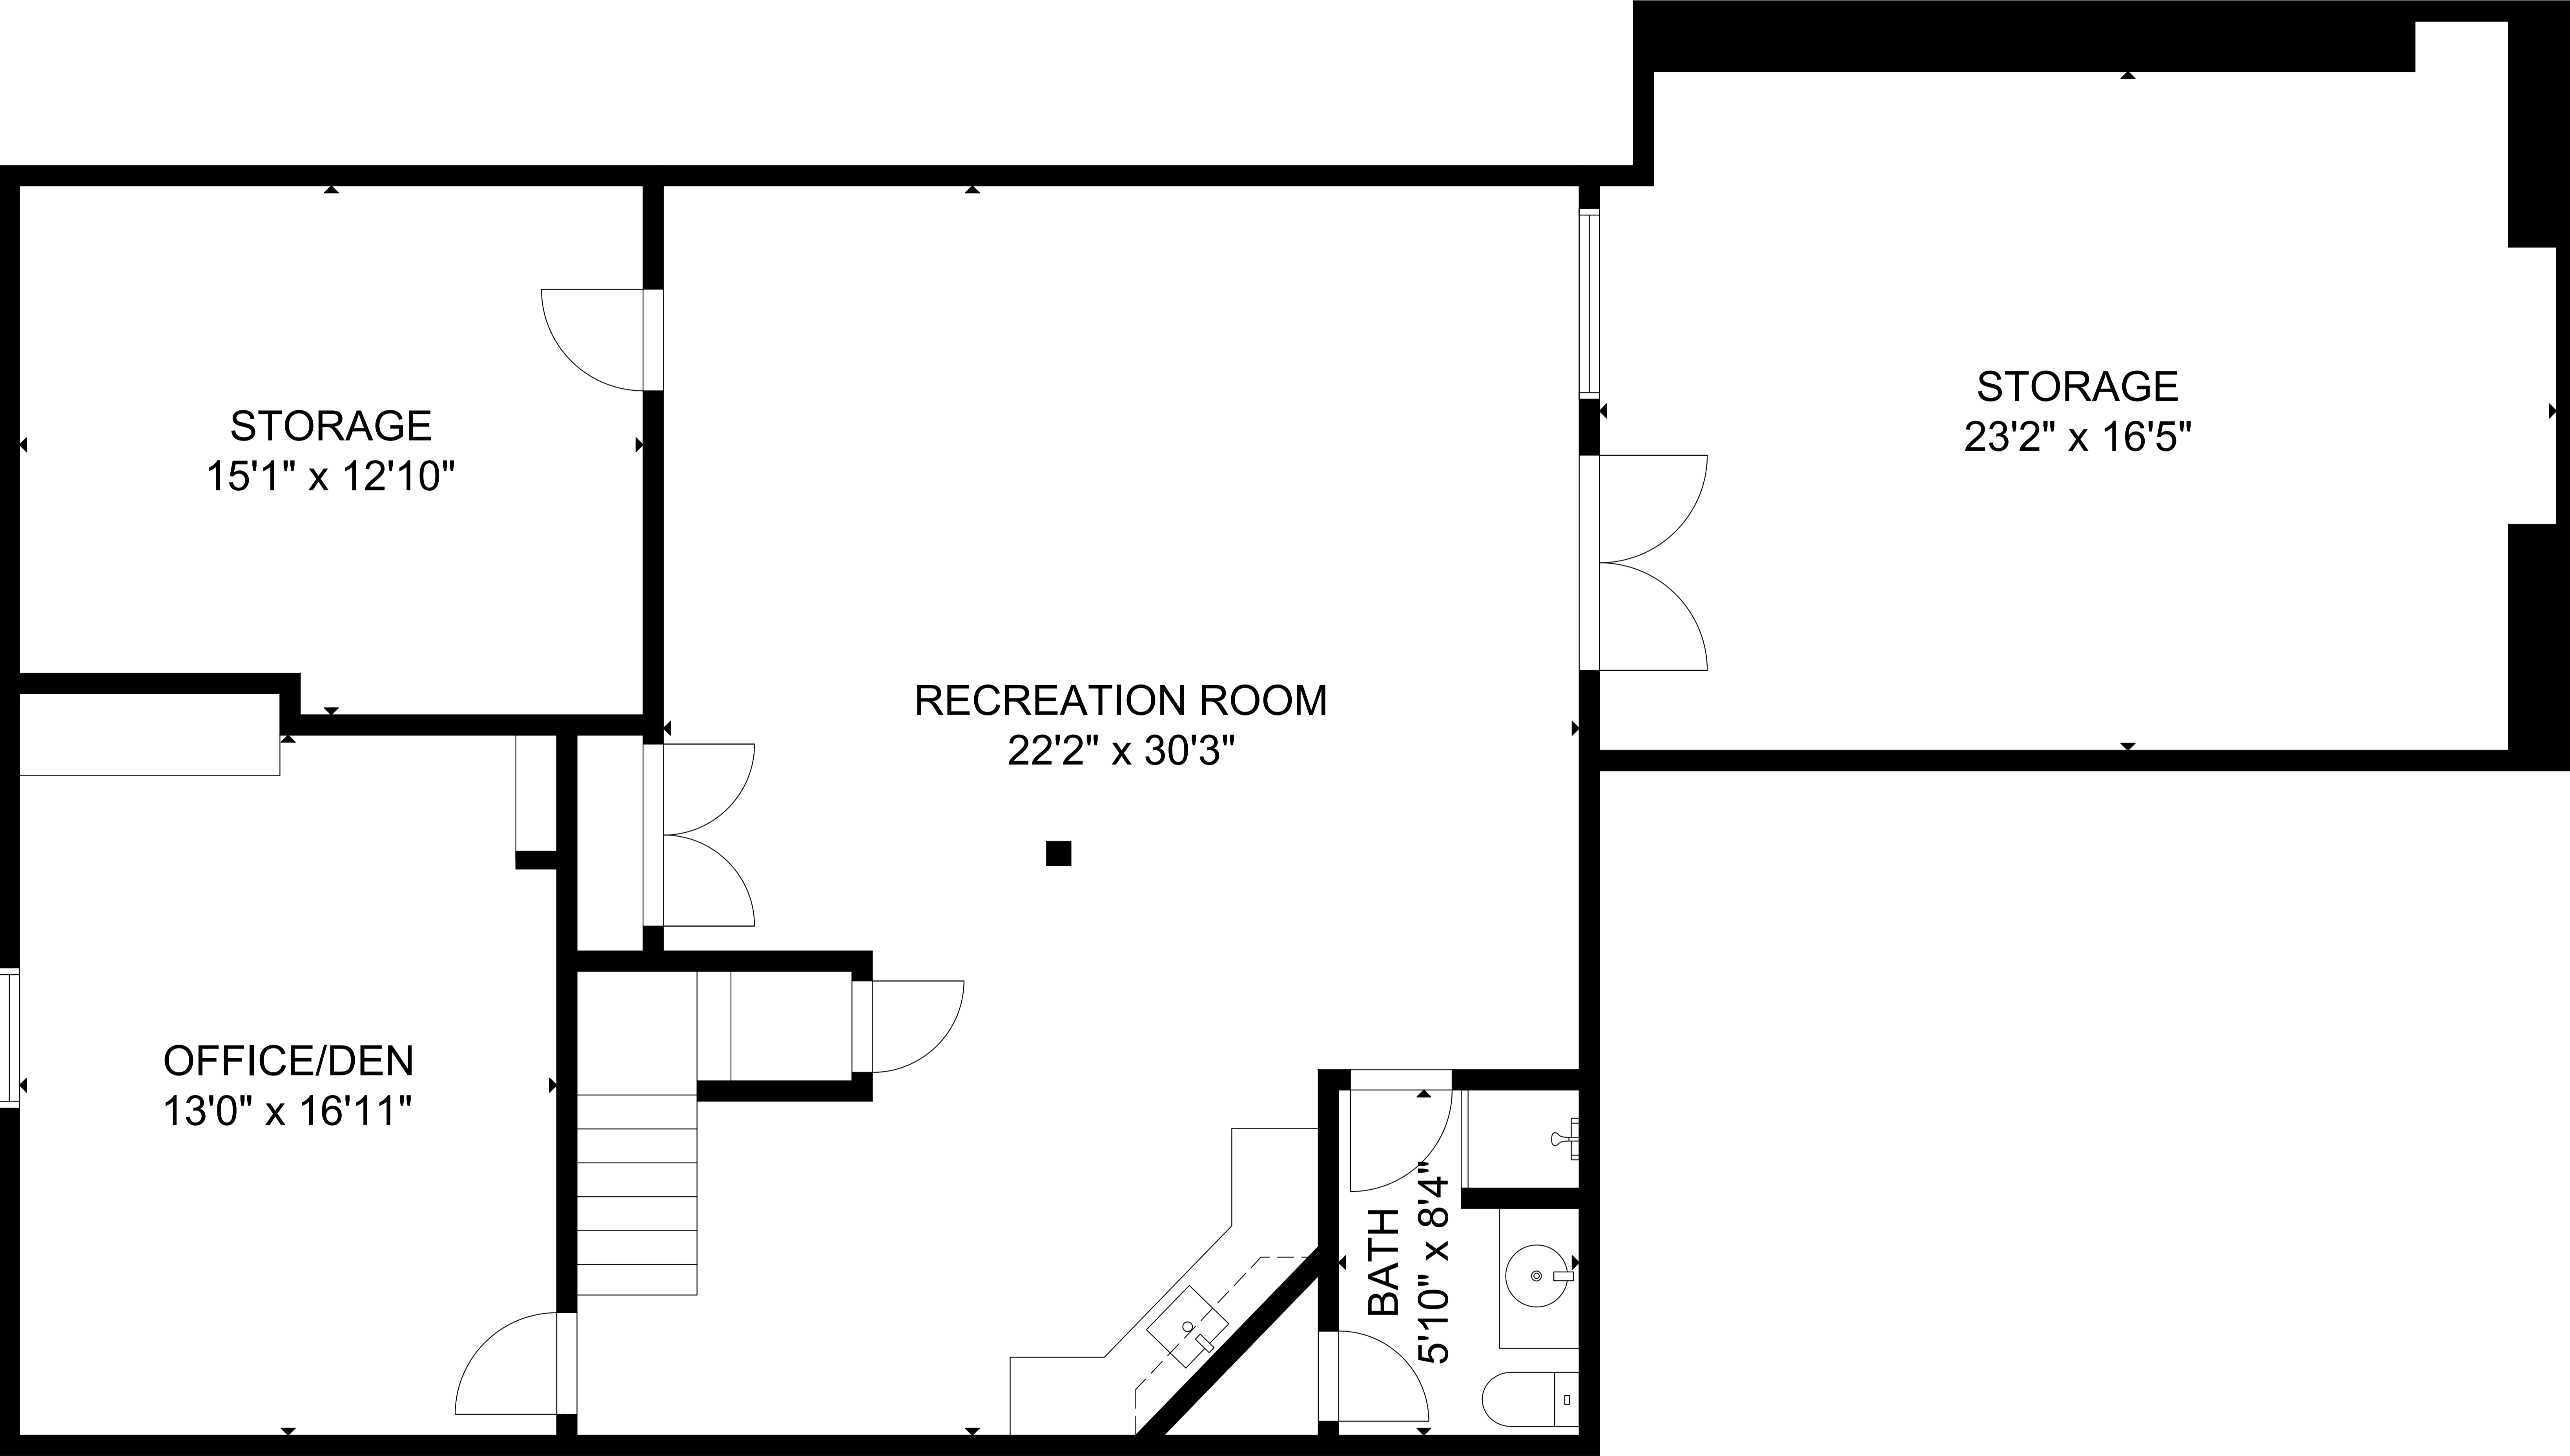 STORAGE
15'1" x 12'10"
STORAGE
23'2" x 16'5"
RECREATION ROOM
22'2" x 30'3"
OFFICE/DEN
13'0" x 16'11"
BATH
5'10" x 8'4"